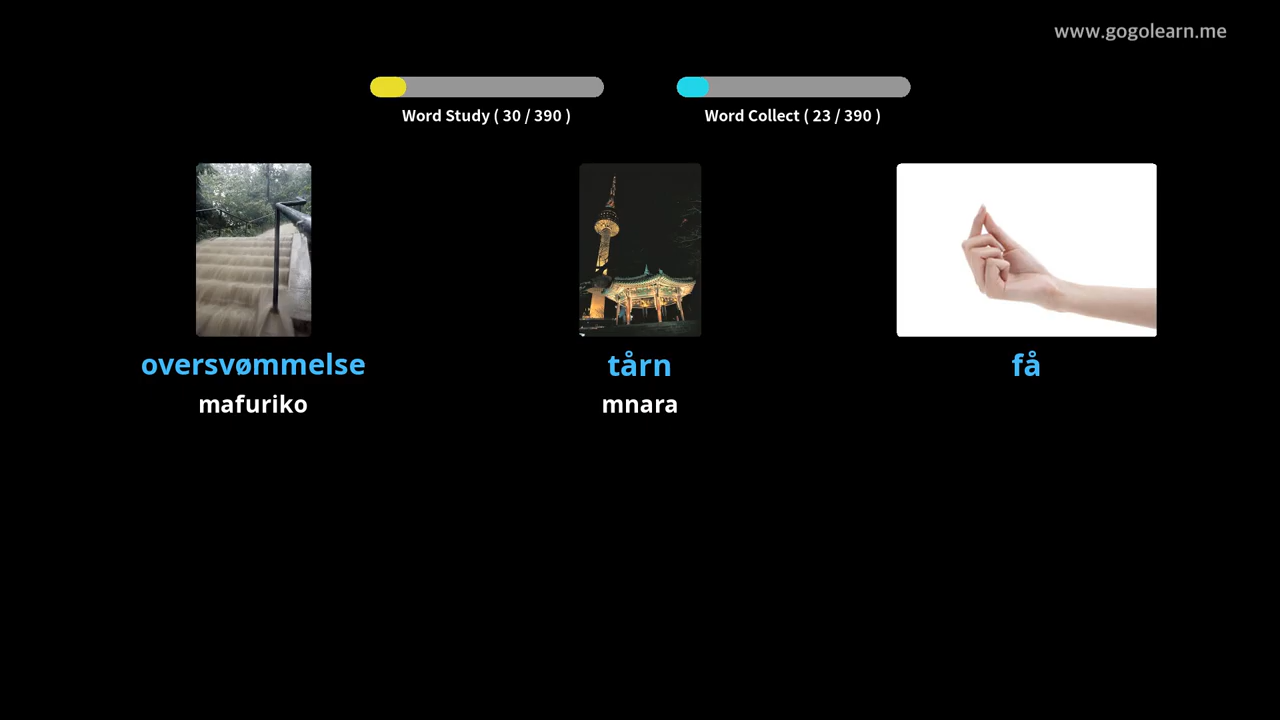 www.gogolearn.me
Word Study ( 30 / 390 )
Word Collect ( 23 / 390 )
oversvømmelse
tårn
få
mafuriko
mnara